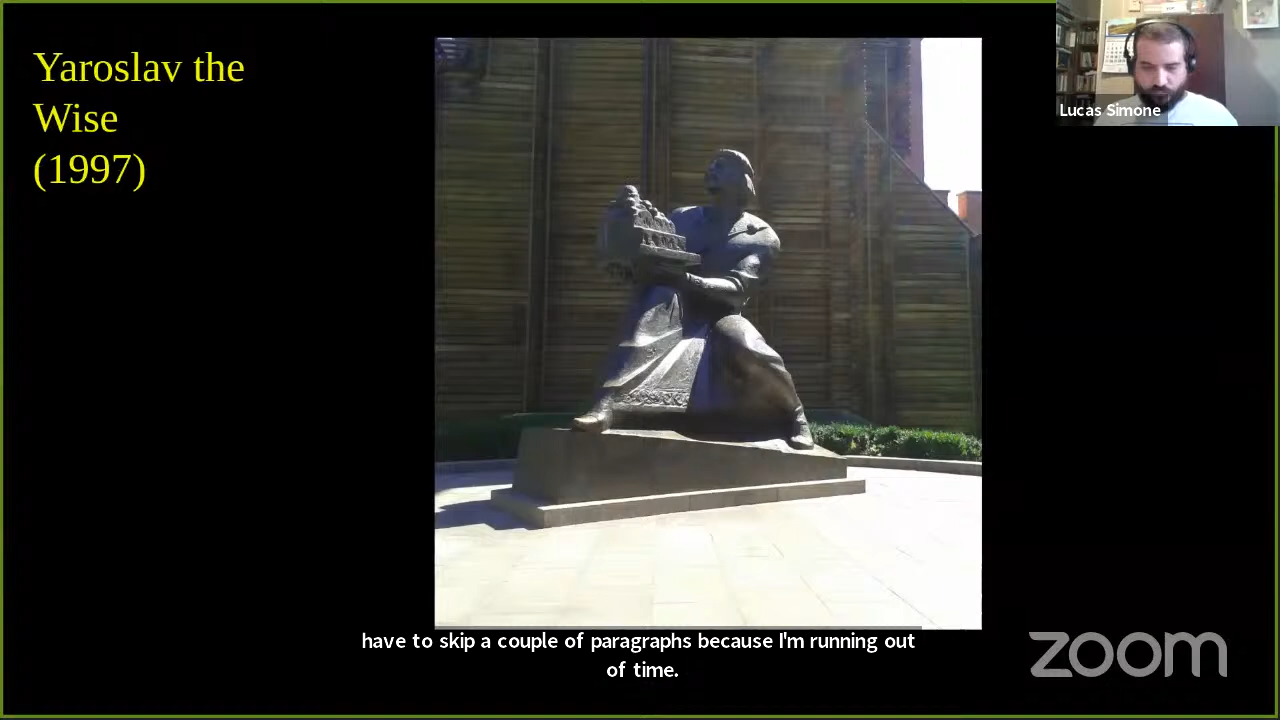 Yaroslav the
Wise
(1997)
Lucas Simone
have to skip a couple of paragraphs because I'm running out
of time.
zoom